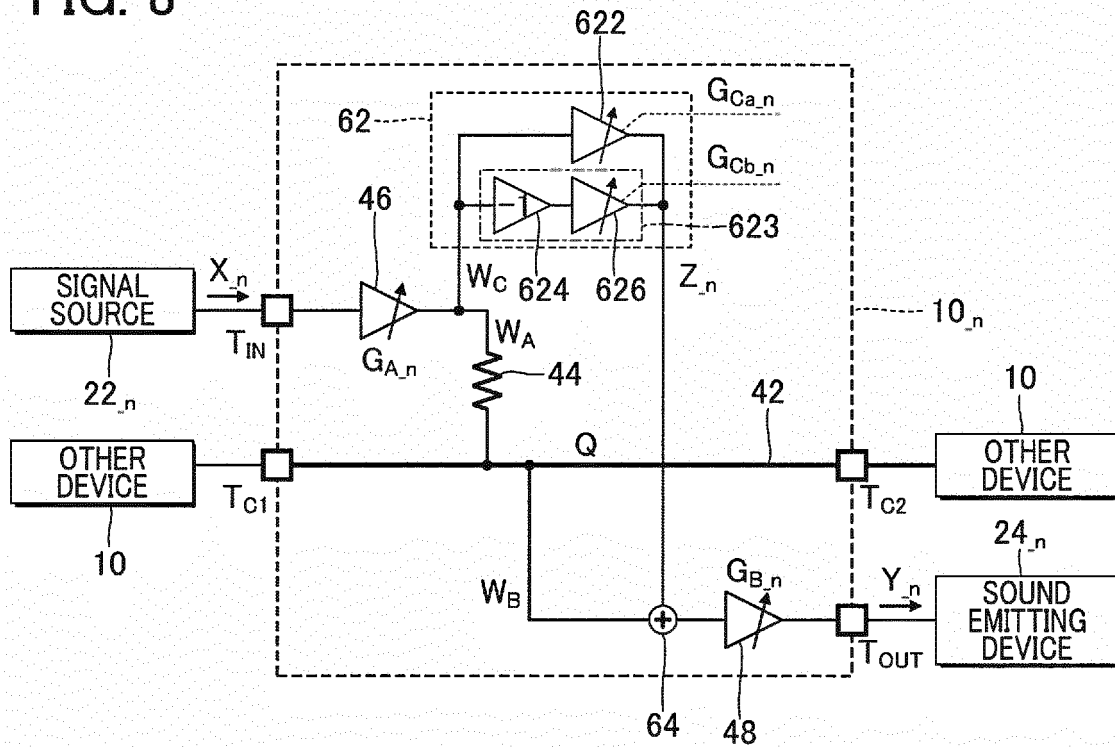 FIG. 8
622
62
G_Ca_n
G_Cb_n
46
623
W_C
624
626
Z_n
SIGNAL
SOURCE
X_n
10_n
T_IN
G_A_n
W_A
44
22_n
42
10
OTHER
DEVICE
Q
OTHER
DEVICE
T_C1
T_C2
10
24_n
W_B
G_B_n
Y_n
SOUND
EMITTING
DEVICE
T_OUT
64
48